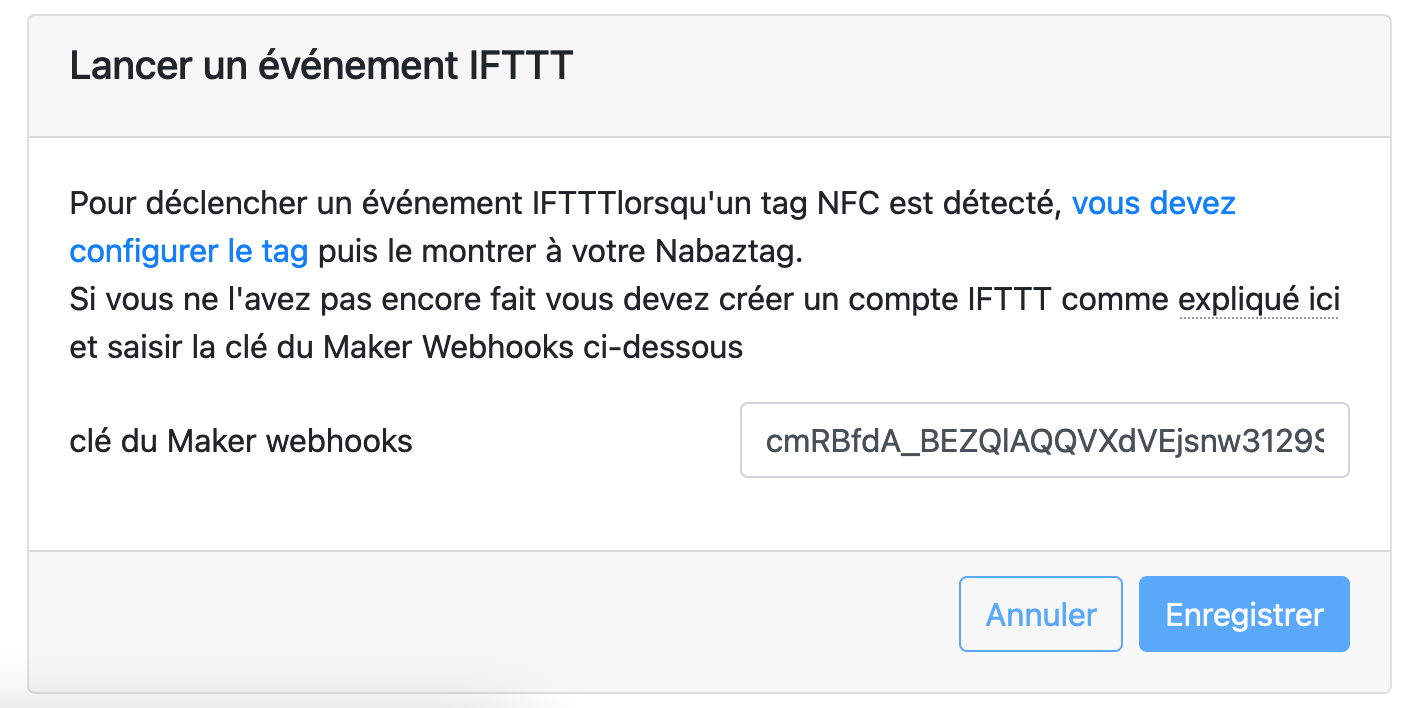 Lancer un événement IFTTT
Pour déclencher un événement IFTTTlorsqu'un tag NFC est détecté, vous devez
configurer le tag puis le montrer à votre Nabaztag.
Si vous ne l'avez pas encore fait vous devez créer un compte IFTTT comme expliqué ici
et saisir la clé du Maker Webhooks ci-dessous
clé du Maker webhooks cmRBfdA_BEZQlAQQVXdVEjsnw3129S
Annuler Enregistrer